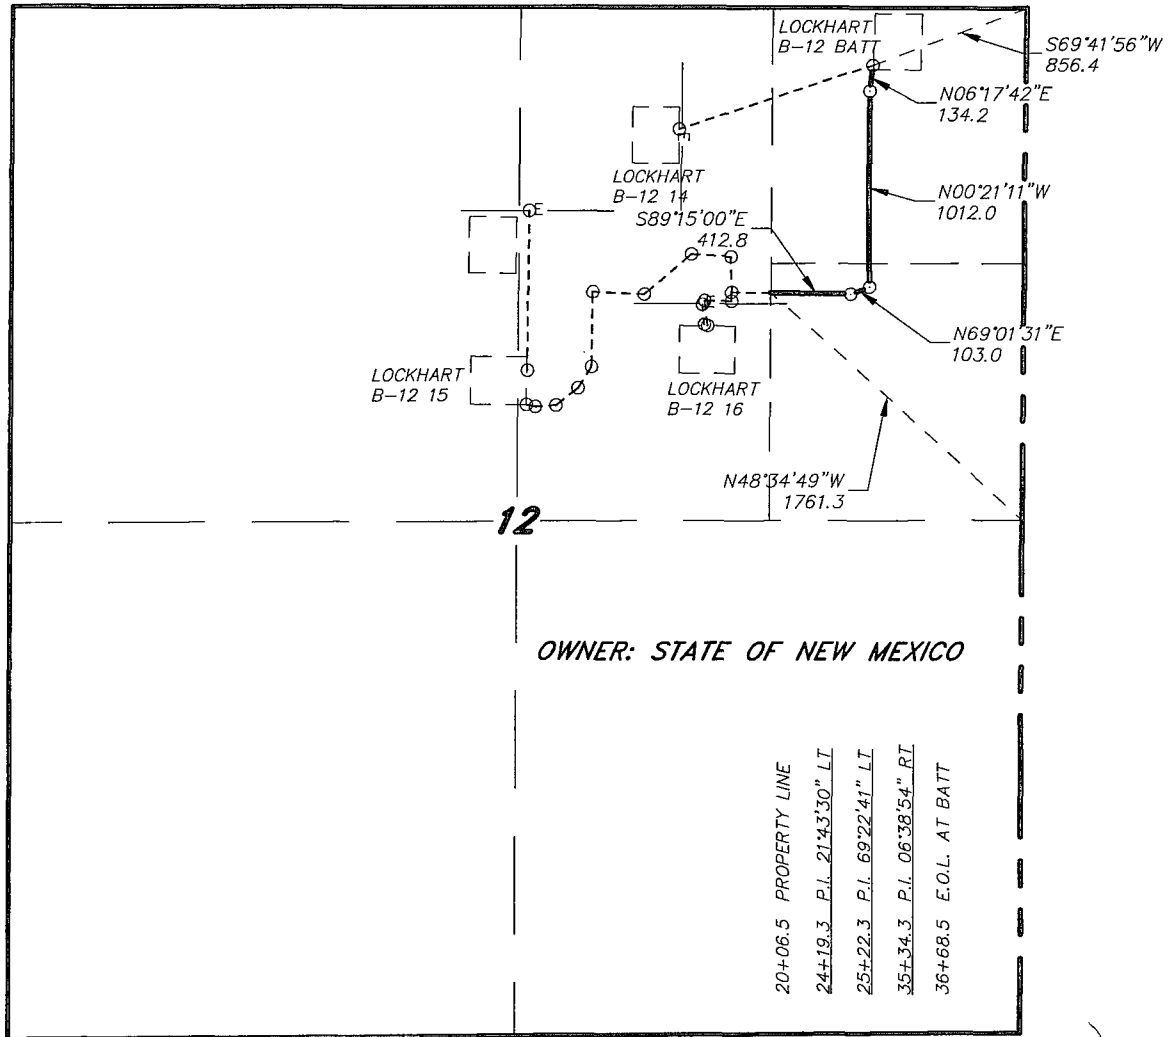 LOCKHART
B-12 BATT
S69°41'56"W
856.4
N06°17'42"E
134.2
LOCKHART
B-12 14
N00°21'11"W
1012.0
S89°15'00"E
412.8
E
N69°01'31"E
103.0
LOCKHART
B-12 15
LOCKHART
B-12 16
N48°34'49"W
1761.3
12
OWNER: STATE OF NEW MEXICO
20+06.5 PROPERTY LINE
24+19.3 P.I. 21°43'30" LT
25+22.3 P.I. 69°22'41" LT
35+34.3 P.I. 06°38'54" RT
36+68.5 E.O.L. AT BATT